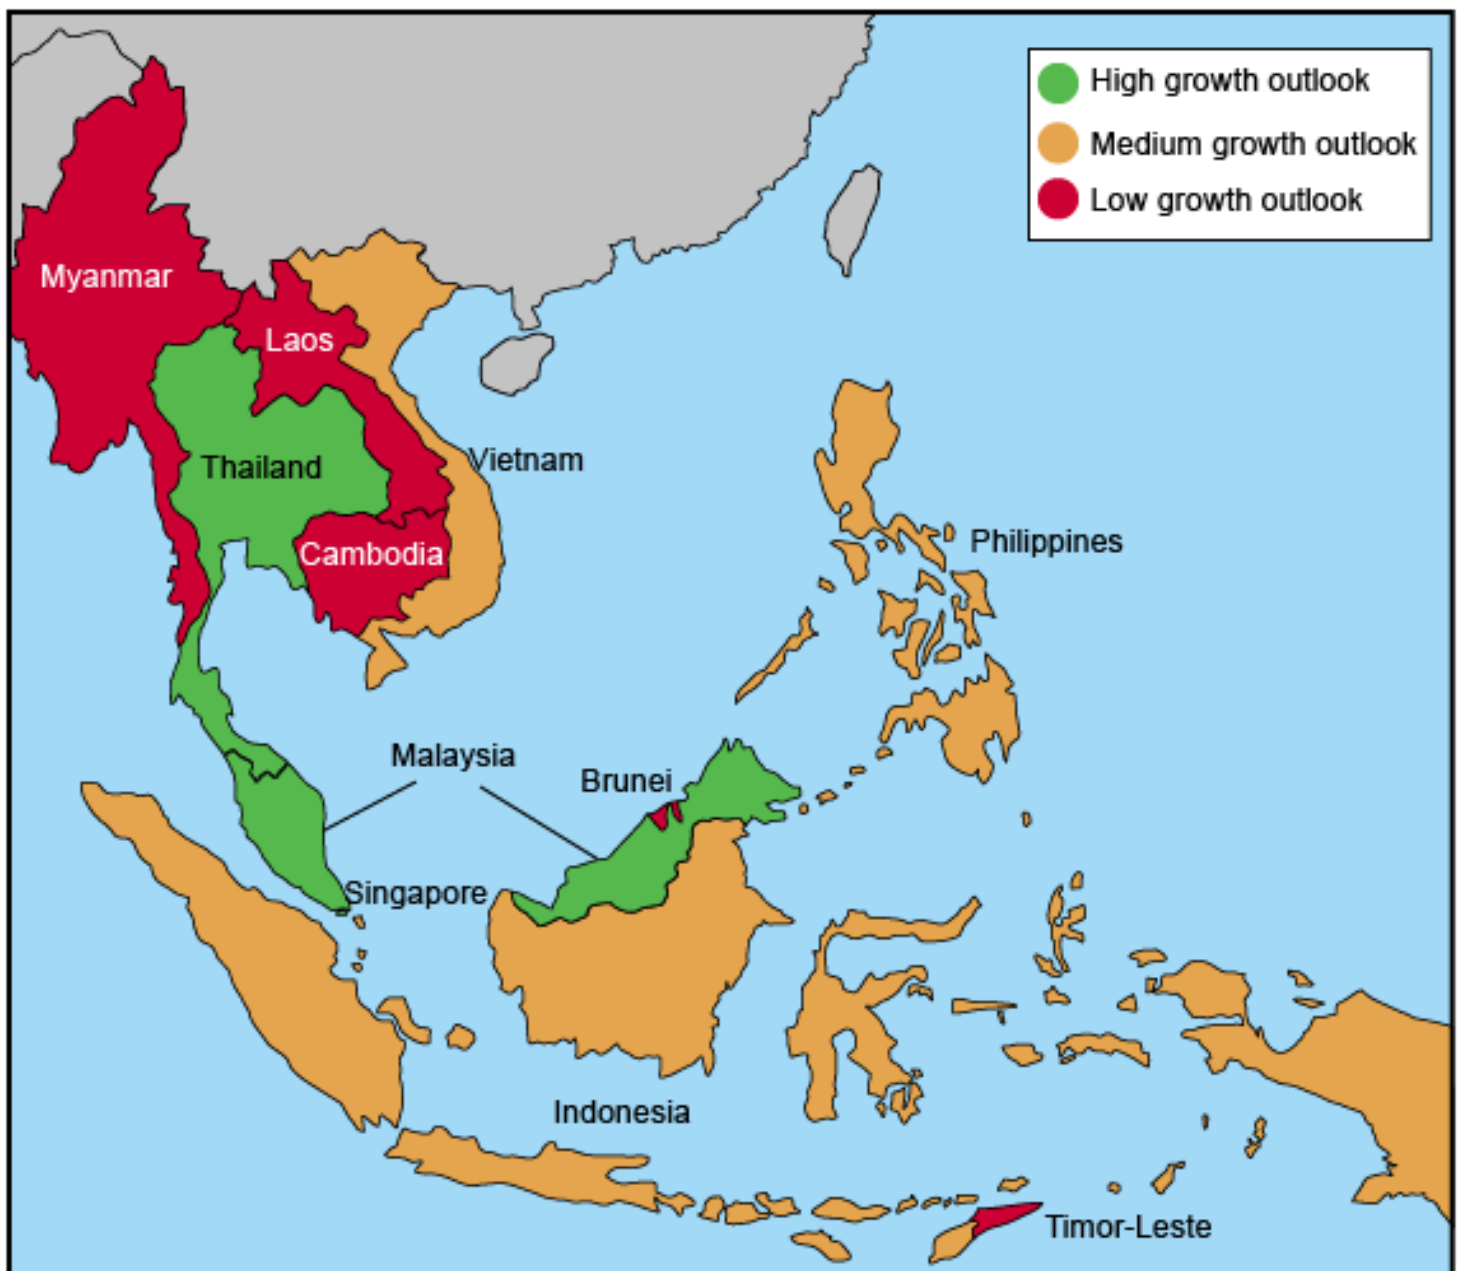 High growth outlook
Medium growth outlook
Low growth outlook
Myanmar
Laos
Thailand
Vietnam
Cambodia
Philippines
Malaysia
Brunei
Singapore
Indonesia
Timor-Leste